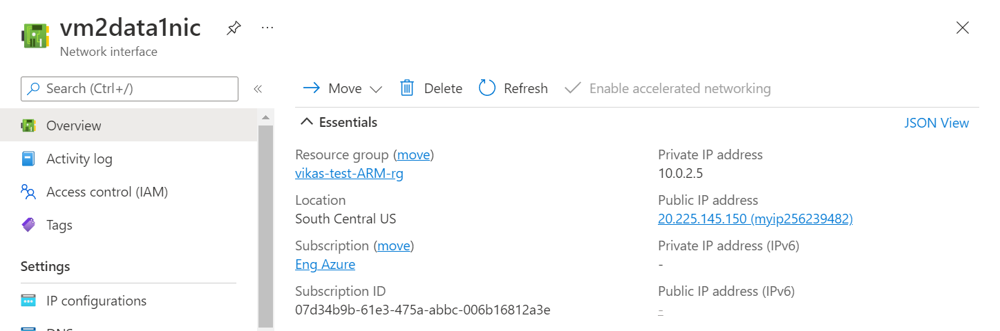 vm2data1nic
...
Network interface
Search (Ctrl+/)
«
Overview
Activity log
Access control (IAM)
Tags
Settings
IP configurations
DNS
Move
Delete
Refresh
Enable accelerated networking
Essentials
JSON View
Resource group (move)
vikas-test-ARM-rg
Location
South Central US
Subscription (move)
Eng Azure
Subscription ID
07d34b9b-61e3-475a-abbc-006b16812a3e
Private IP address
10.0.2.5
Public IP address
20.225.145.150 (myip256239482)
Private IP address (IPv6)
-
Public IP address (IPv6)
-